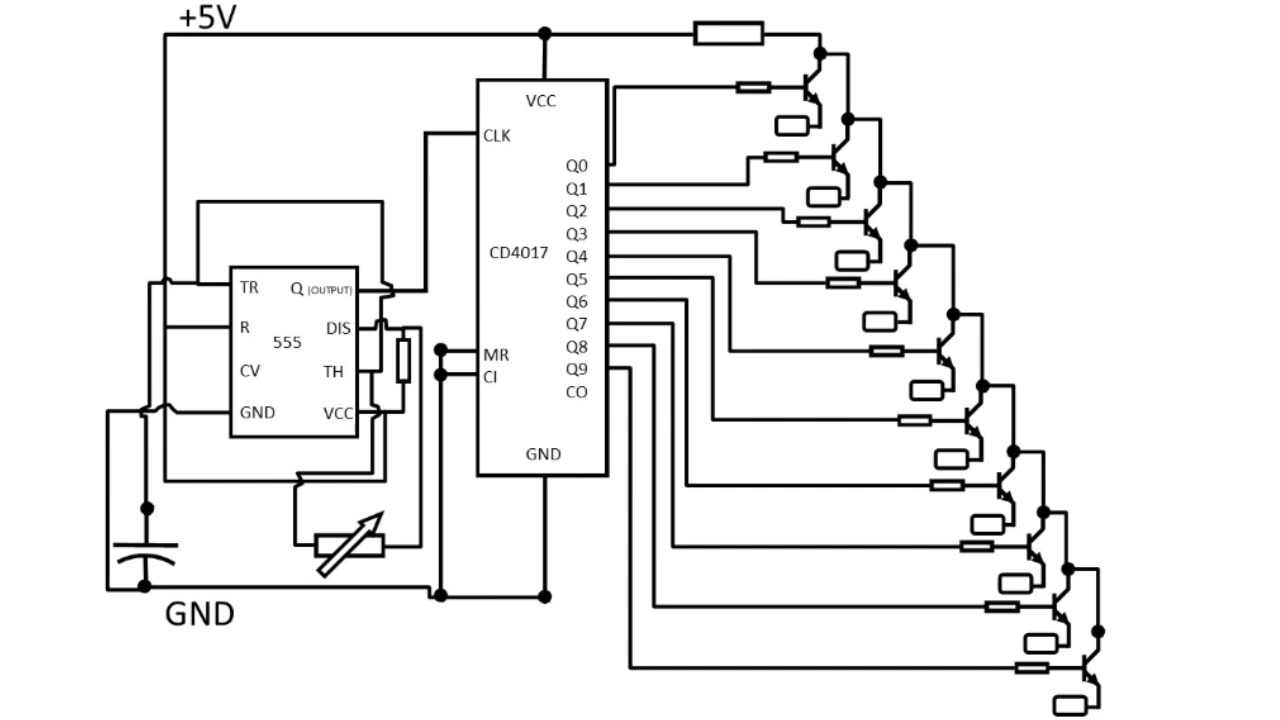 +5V
VCC
CLK
Q0
Q1
Q2
Q3
CD4017
Q4
Q5
Q6
Q7
Q8
Q9
CO
MR
CI
GND
TR
Q (OUTPUT)
R
DIS
555
CV
TH
GND
VCC
GND